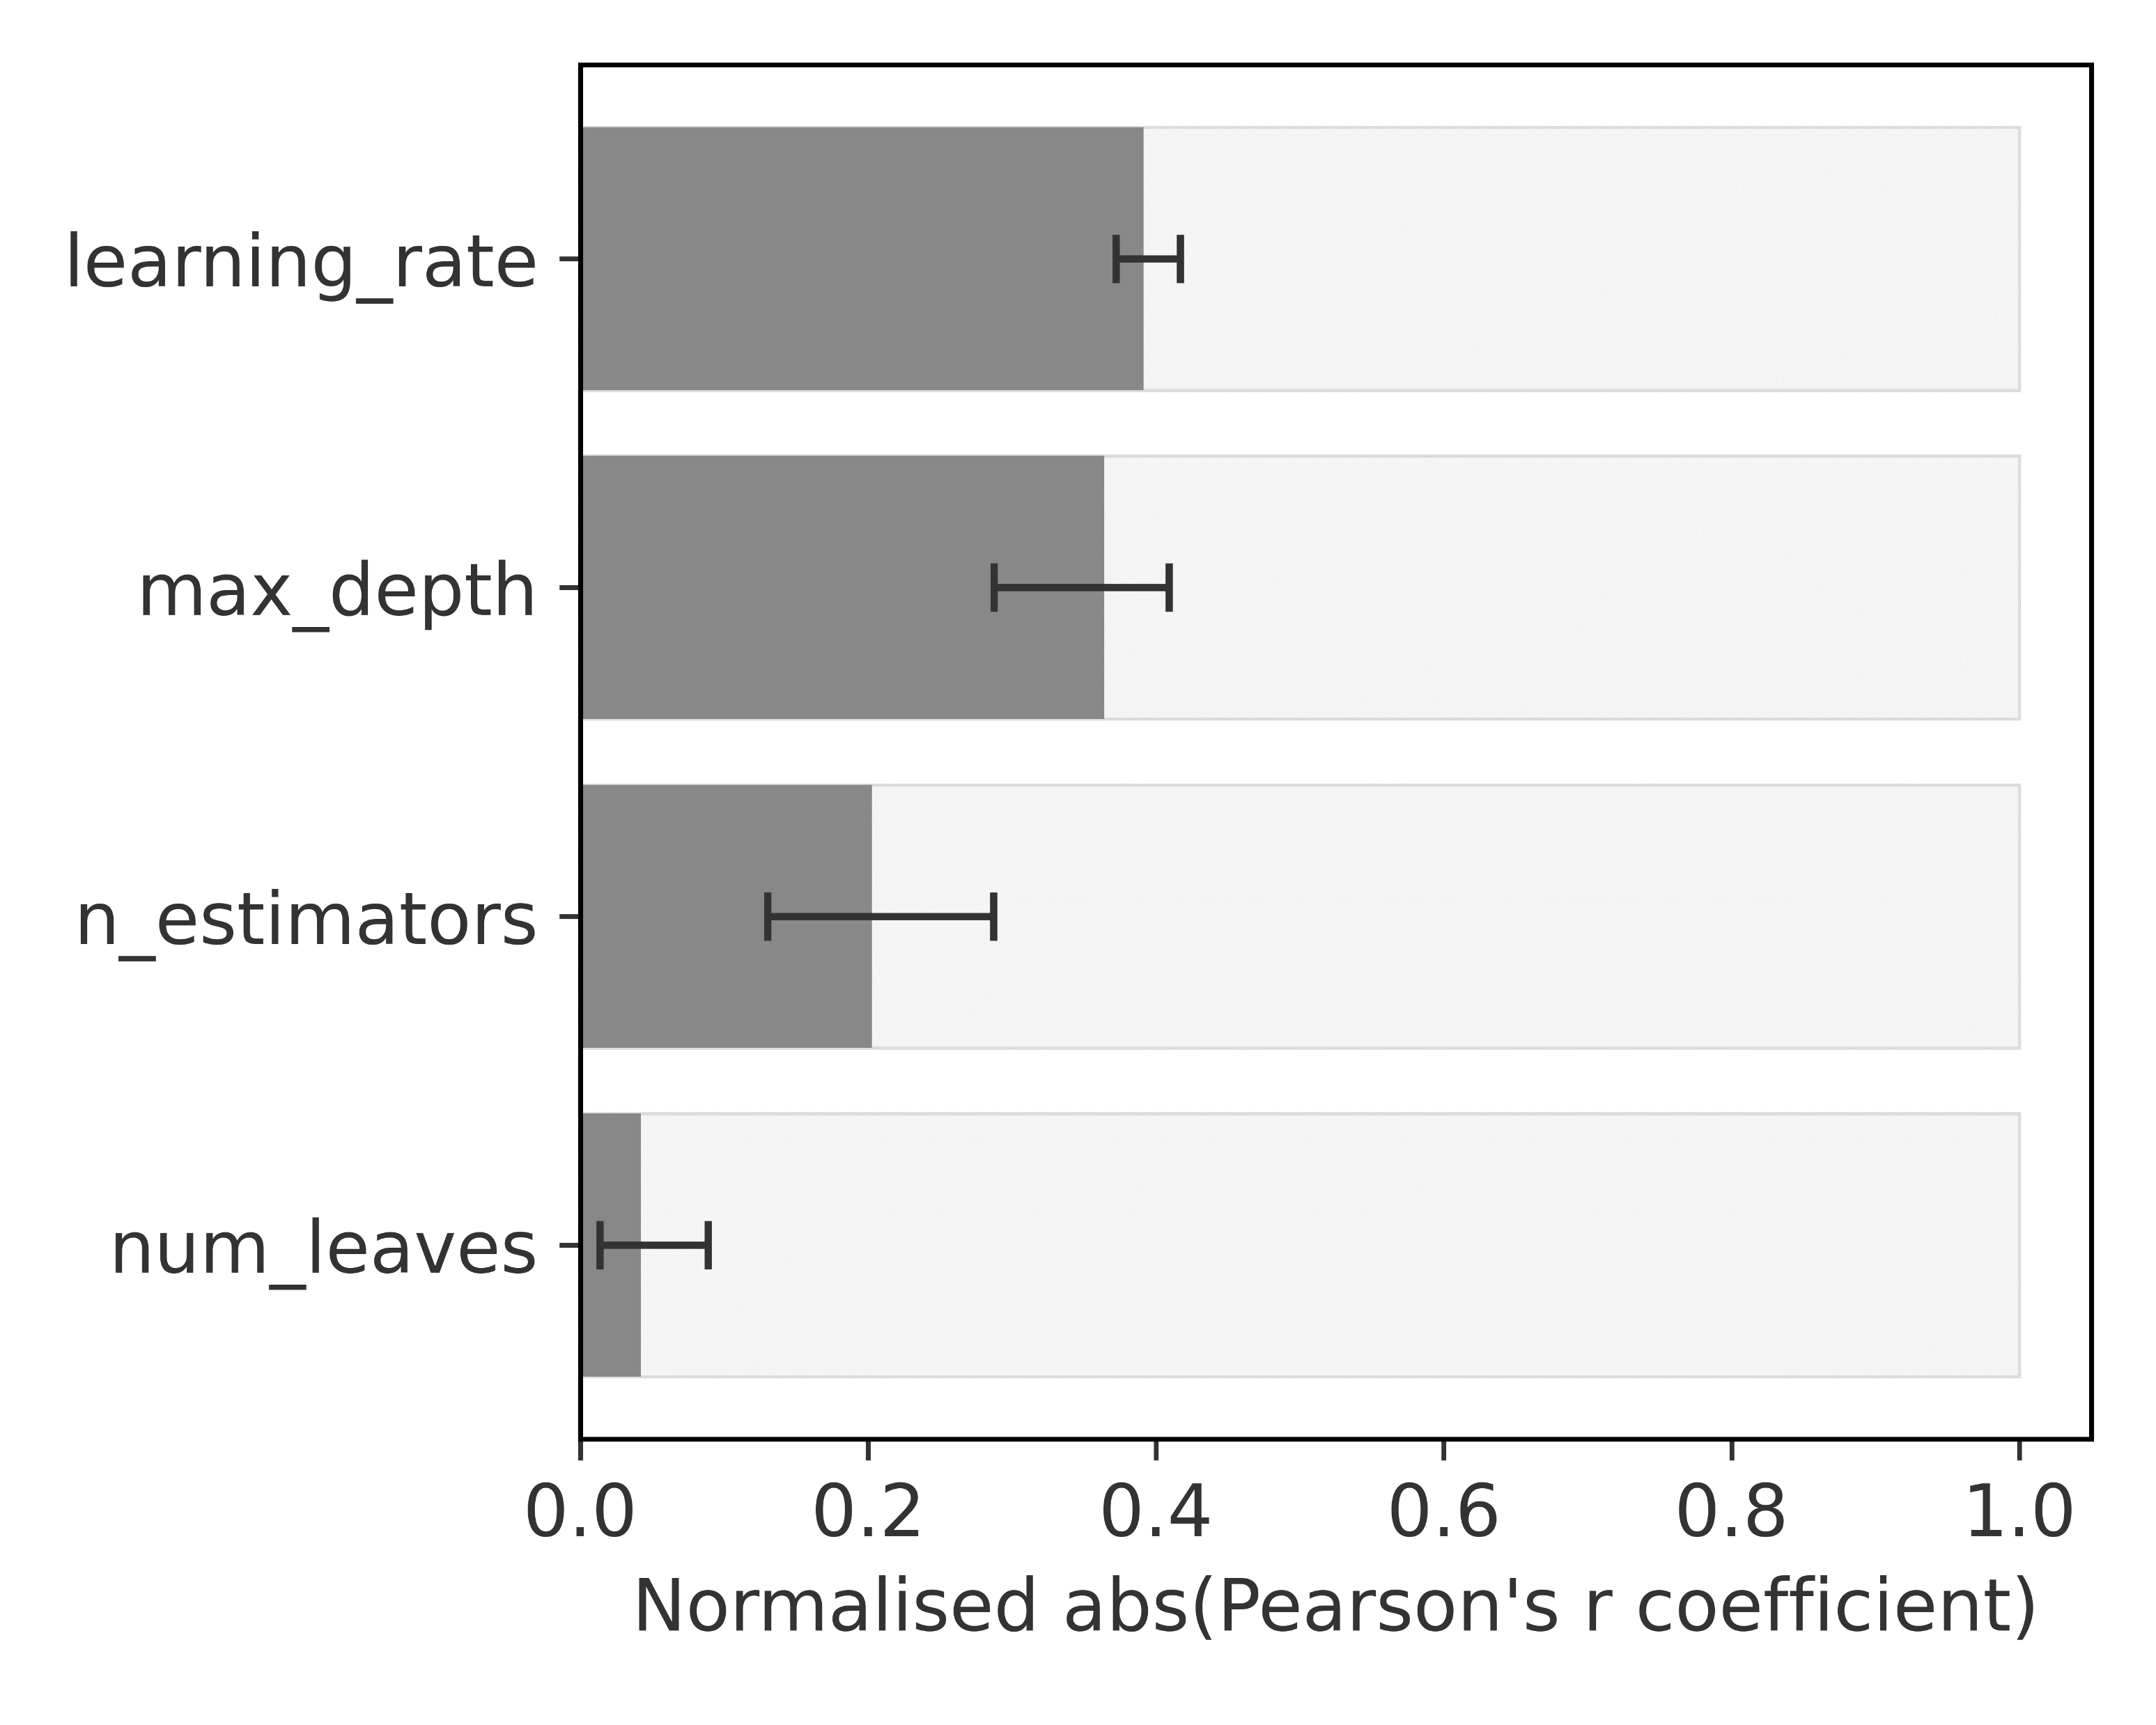 learning_rate
max_depth
n_estimators
num_leaves
0.0 0.2 0.4 0.6 0.8 1.0
Normalised abs(Pearson's r coefficient)